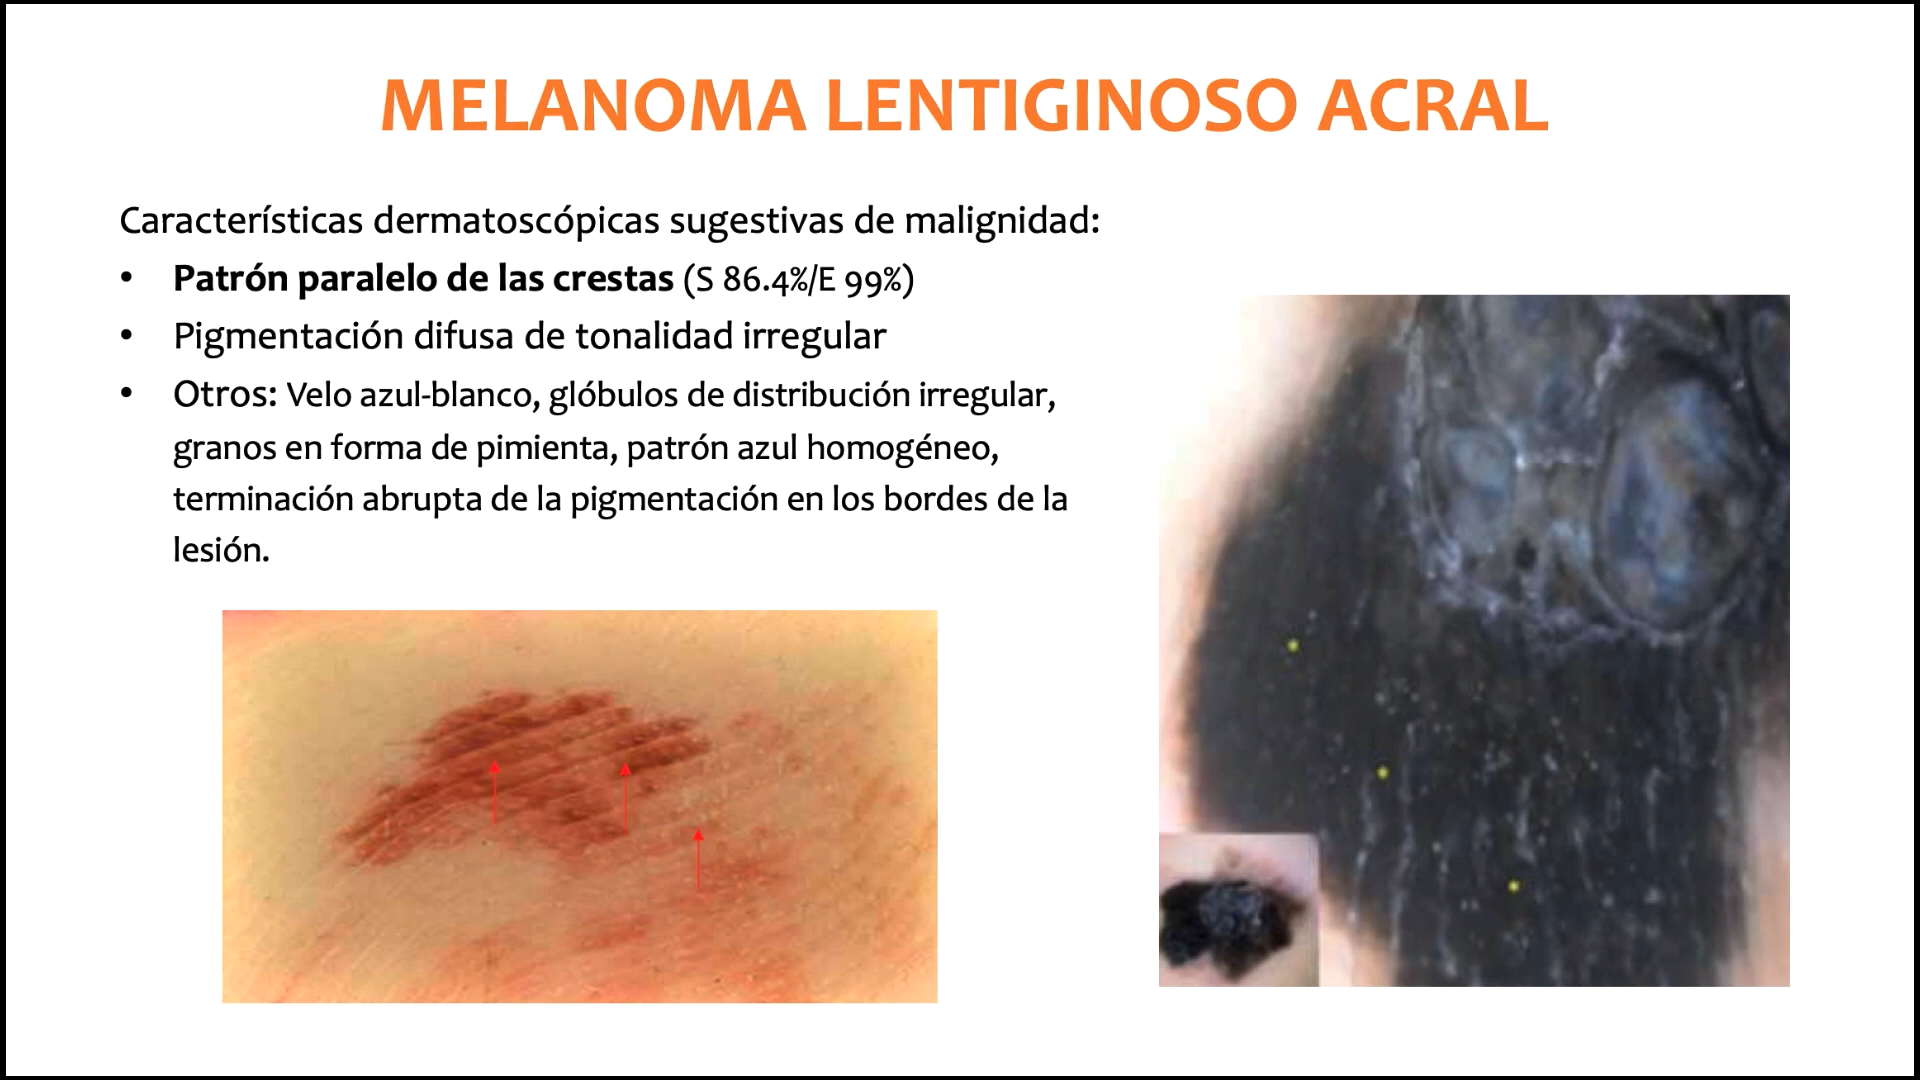 MELANOMA LENTIGINOSO ACRAL
Características dermatoscópicas sugestivas de malignidad:
• Patrón paralelo de las crestas (S 86.4%/E 99%)
• Pigmentación difusa de tonalidad irregular
• Otros: Velo azul-blanco, glóbulos de distribución irregular,
granos en forma de pimienta, patrón azul homogéneo,
terminación abrupta de la pigmentación en los bordes de la
lesión.